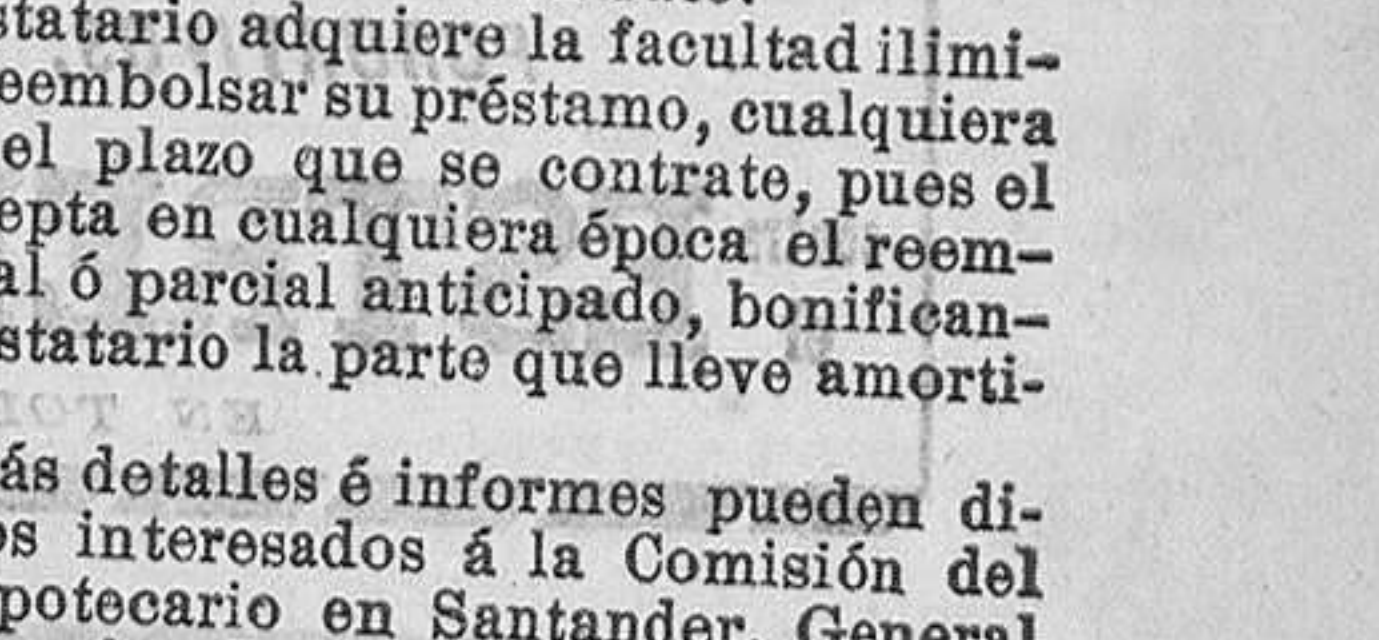 statario adquiere la facultad ilimi-
eembolsar su préstamo, cualquiera
el plazo que se contrate, pues el
epta en cualquiera época el reem-
al ó parcial anticipado, bonifican-
statario la parte que lleve amorti-
ás detalles é informes pueden di-
os interesados á la Comisión del
potecario en Santander, General